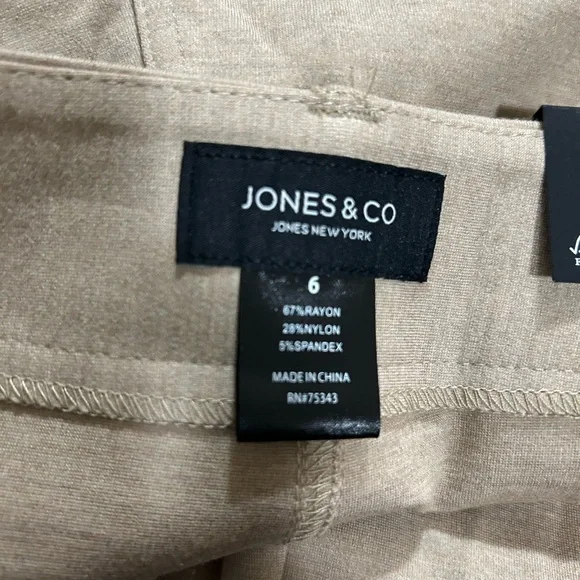 JONES & CO
JONES NEW YORK
6
67%RAYON
28%NYLON
5%SPANDEX
MADE IN CHINA
RN#75343